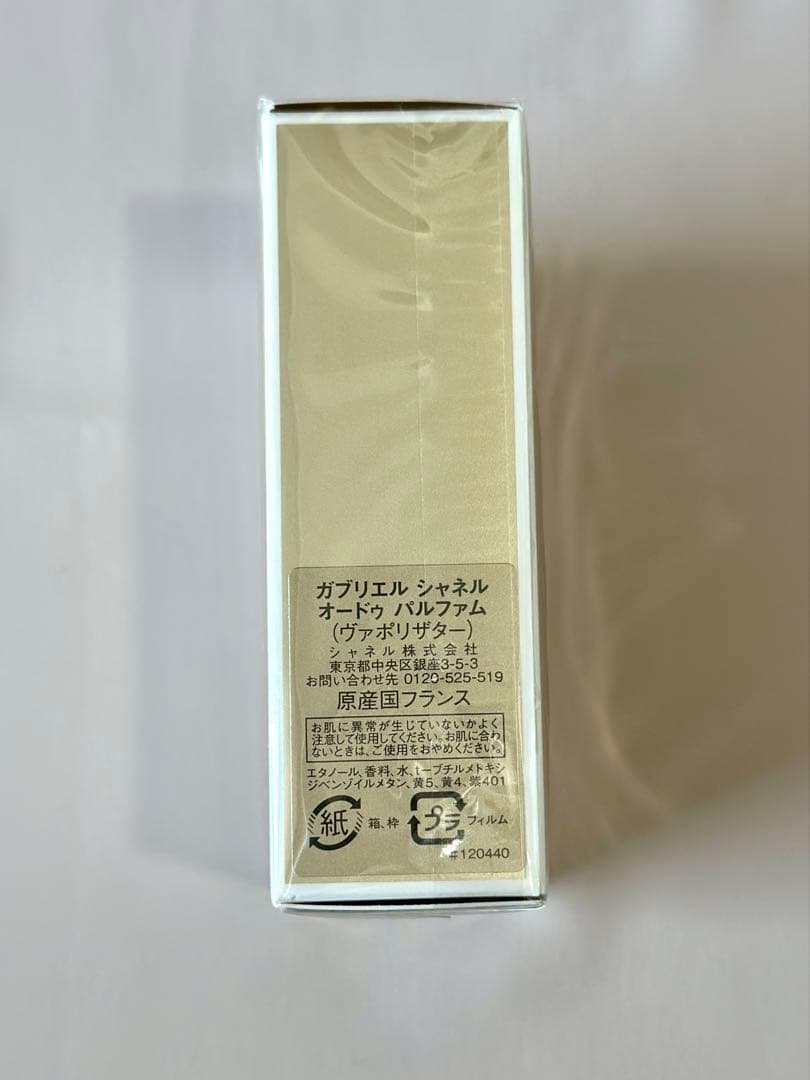 ガブリエル シャネル
オードゥ パルファム
(ヴァポリザター)
シャネル株式会社
東京都中央区銀座3-5-3
お問い合わせ先 0120-525-519
原産国フランス
お肌に異常が生じていないかよく
注意して使用してください。お肌に合わ
ないときは、ご使用をおやめください。
エタノール、香料、水、t-ブチルメトキシ
ジベンゾイルメタン、黄5、黄4、紫401
紙 箱、枠 プラ フィルム
#120440